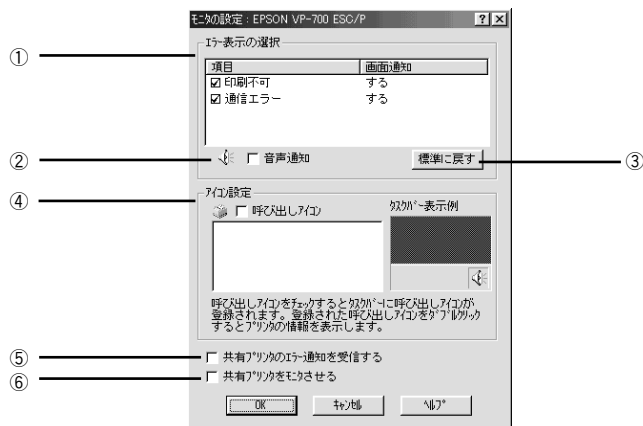 ﾓﾆﾀの設定 : EPSON VP-700 ESC/P
① ｴﾗｰ表示の選択
項目 画面通知
印刷不可 する
通信エラー する
② 音声通知 標準に戻す ③
④ ｱｲｺﾝ設定
呼び出しｱｲｺﾝ ﾀｽｸﾊﾞｰ表示例
呼び出しｱｲｺﾝをﾁｪｯｸするとﾀｽｸﾊﾞｰに呼び出しｱｲｺﾝが
登録されます。登録された呼び出しｱｲｺﾝをﾀﾞﾌﾞﾙｸﾘｯｸ
するとﾌﾟﾘﾝﾀの情報を表示します。
⑤ 共有ﾌﾟﾘﾝﾀのｴﾗｰ通知を受信する
⑥ 共有ﾌﾟﾘﾝﾀをﾓﾆﾀさせる
OK ｷｬﾝｾﾙ ﾍﾙﾌﾟ